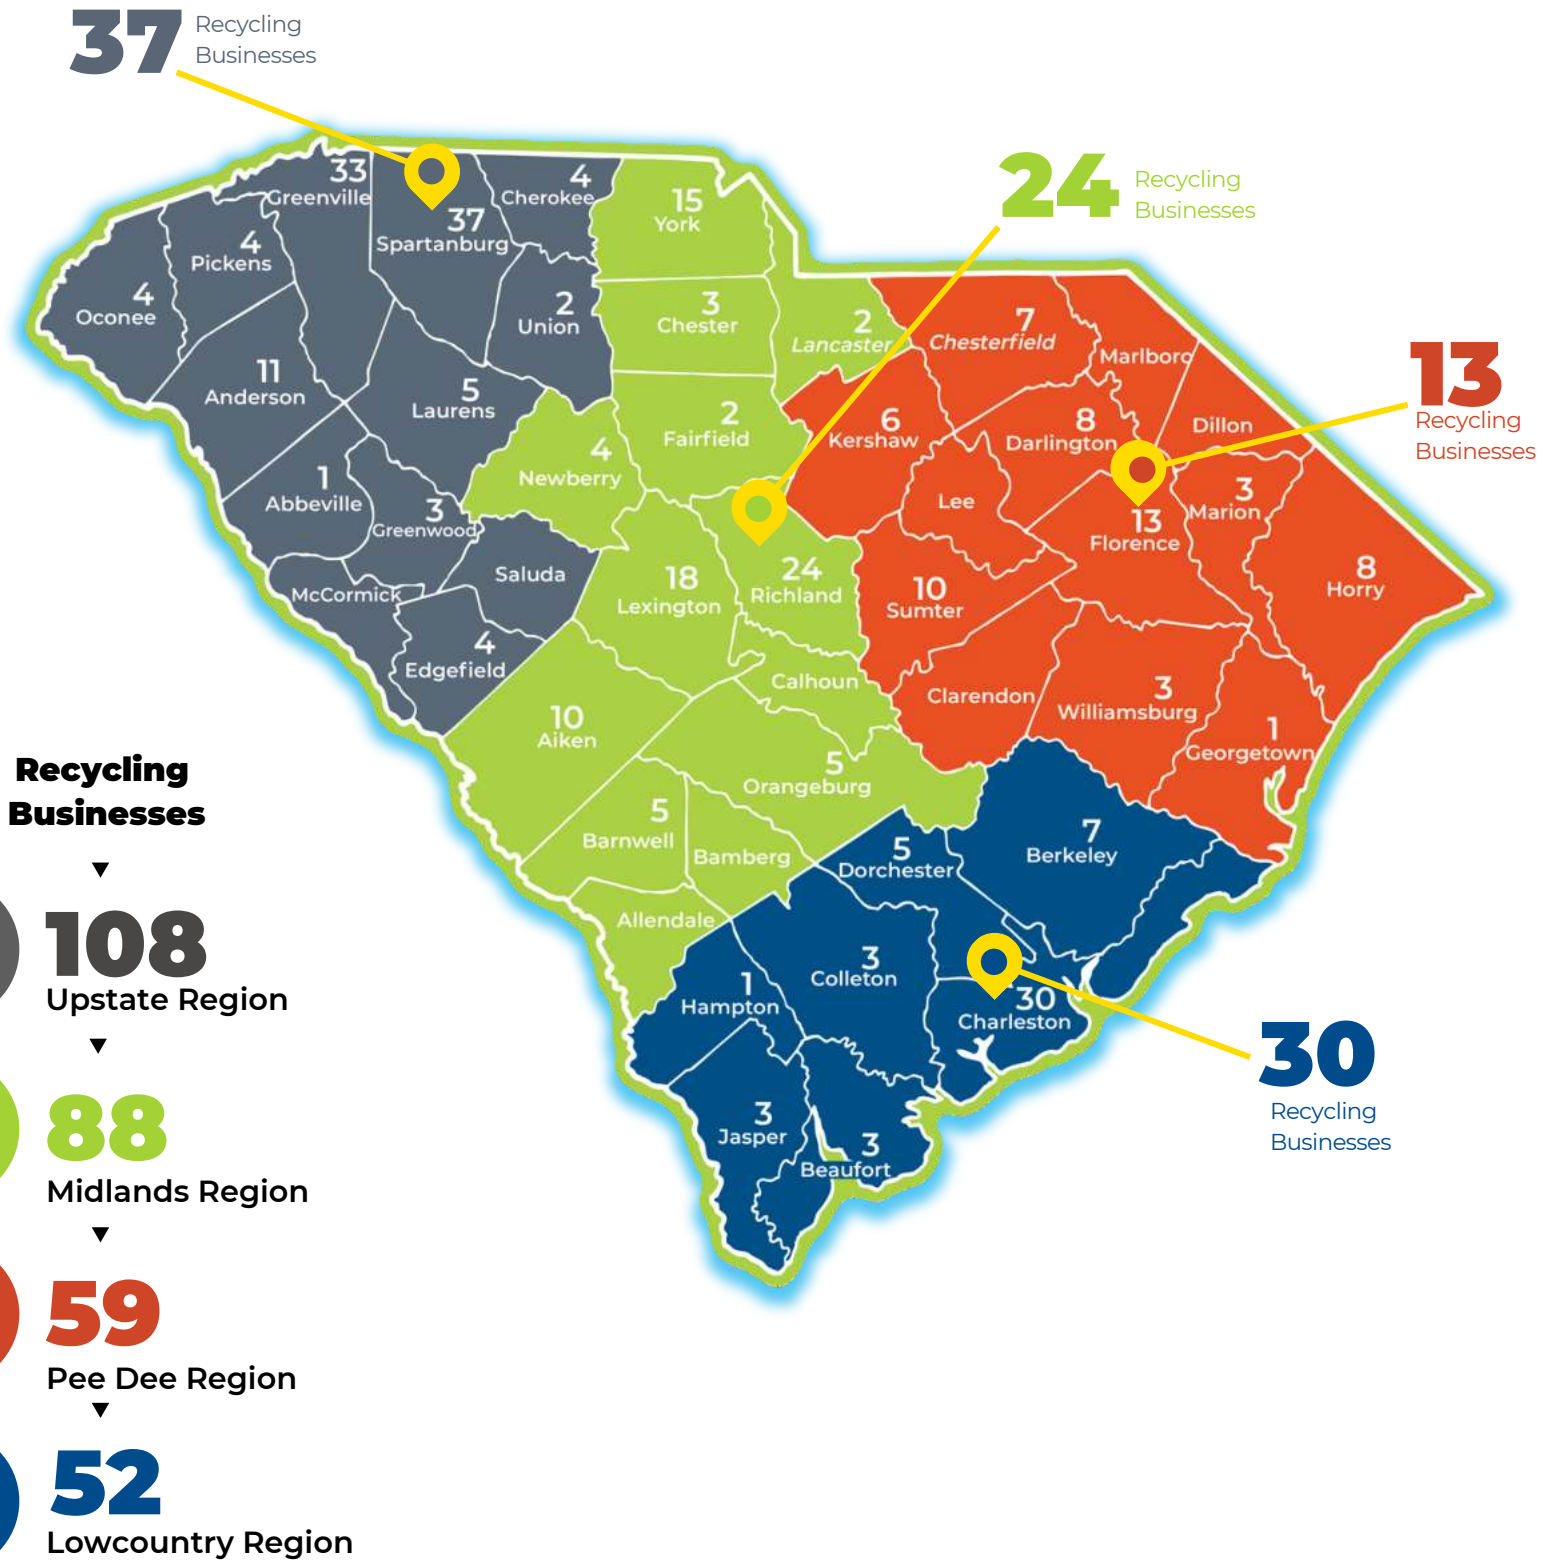 37
Recycling
Businesses
24
Recycling
Businesses
13
Recycling
Businesses
30
Recycling
Businesses
33
Greenville
37
Spartanburg
4
Cherokee
15
York
4
Pickens
4
Oconee
2
Union
3
Chester
2
Lancaster
7
Chesterfield
Marlboro
11
Anderson
5
Laurens
2
Fairfield
6
Kershaw
8
Darlington
Dillon
4
Newberry
1
Abbeville
3
Greenwood
Lee
3
Marion
13
Florence
McCormick
Saluda
18
Lexington
24
Richland
10
Sumter
8
Horry
4
Edgefield
Calhoun
Clarendon
3
Williamsburg
1
Georgetown
10
Aiken
5
Orangeburg
5
Barnwell
Bamberg
5
Dorchester
7
Berkeley
Allendale
1
Hampton
3
Colleton
30
Charleston
3
Jasper
3
Beaufort
Recycling
Businesses
108
Upstate Region
88
Midlands Region
59
Pee Dee Region
52
Lowcountry Region